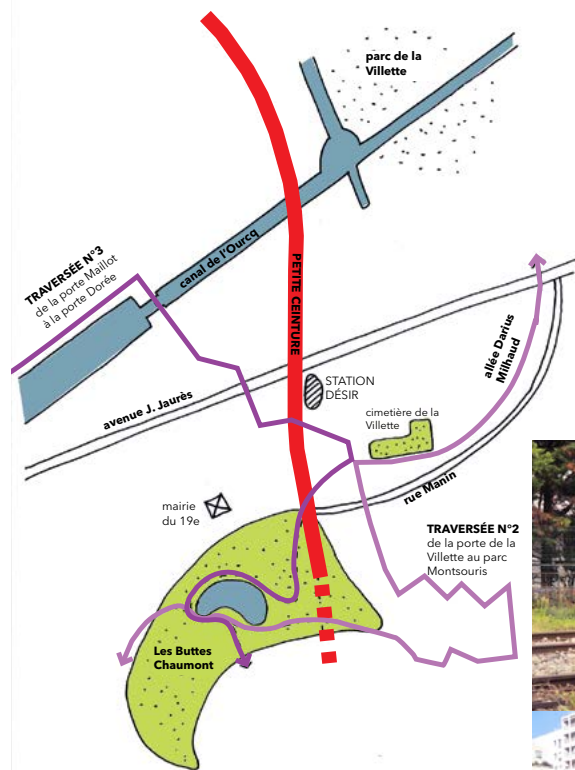 parc de la
Villette
TRAVERSÉE N°3
de la porte Maillot
à la porte Dorée
canal de l'Ourcq
PETITE CEINTURE
allée Darius
Milhaud
STATION
DÉSIR
avenue J. Jaurès
cimetière de la
Villette
rue Manin
mairie
du 19e
TRAVERSÉE N°2
de la porte de la
Villette au parc
Montsouris
Les Buttes
Chaumont